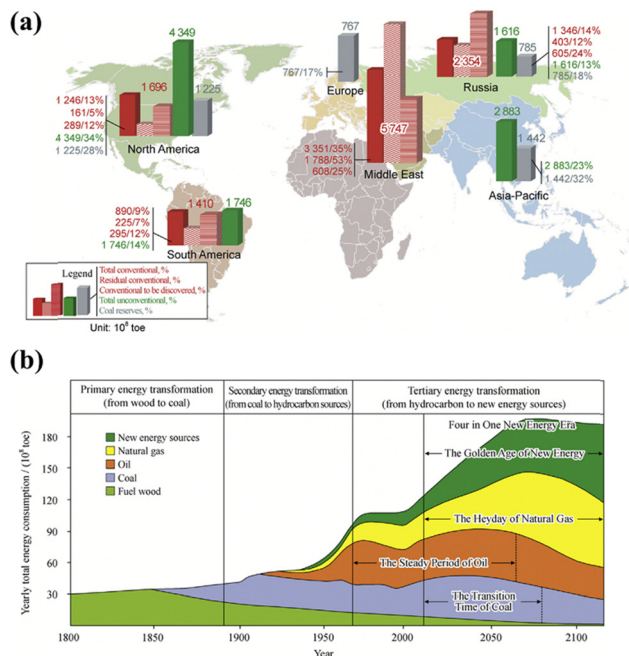 (a)
4 349
1 696
1 225
1 246/13%
161/5%
289/12%
4 349/34%
1 225/28%
North America
767
767/17%
Europe
5747
3 351/35%
1 788/53%
608/25%
Middle East
2 354
1 616
785
1 346/14%
403/12%
605/24%
1 616/13%
785/18%
Russia
2 883
1 442
2 883/23%
1,442/32%
Asia-Pacific
1 410
1 746
890/9%
225/7%
295/12%
1 746/14%
South America
Legend
Total conventional, %
Residual conventional, %
Conventional to be discovered, %
Total unconventional, %
Coal reserves, %
Unit: 10⁸ toe
(b)
Primary energy transformation
(from wood to coal)
Secondary energy transformation
(from coal to hydrocarbon sources)
Tertiary energy transformation
(from hydrocarbon to new energy sources)
Four in One New Energy Era
The Golden Age of New Energy
The Heyday of Natural Gas
The Steady Period of Oil
The Transition
Time of Coal
New energy sources
Natural gas
Oil
Coal
Fuel wood
Yearly total energy consumption / (10⁸ toe)
180
150
120
90
60
30
1800
1850
1900
1950
2000
2050
2100
Year